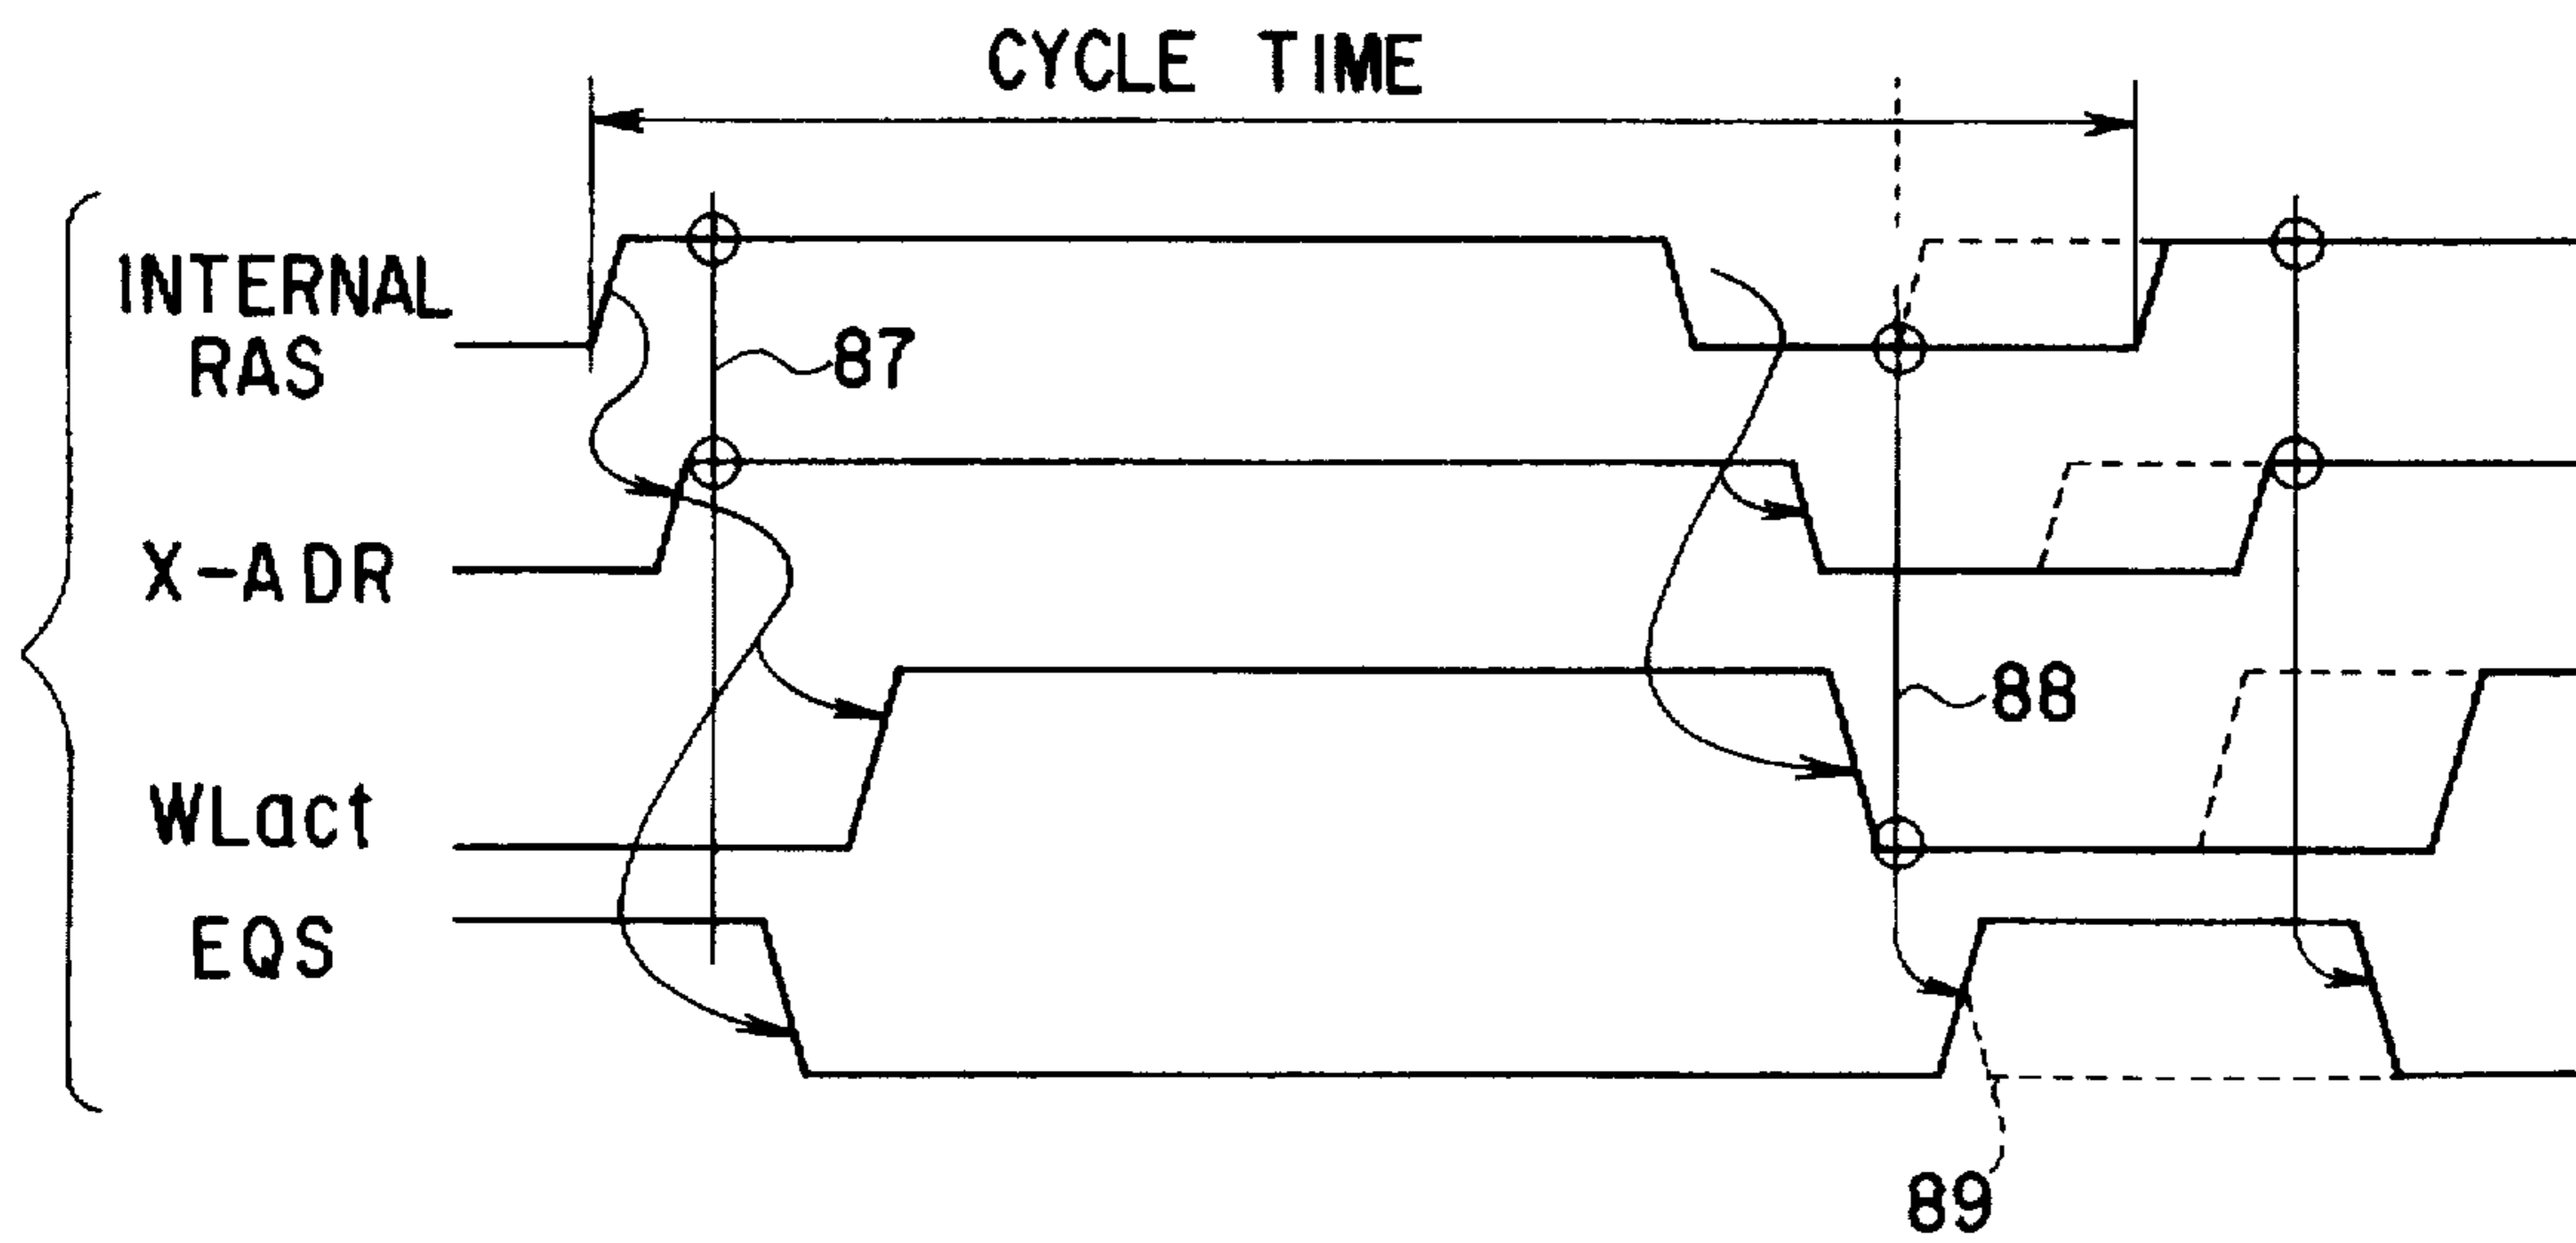 CYCLE TIME
INTERNAL
RAS
87
X-ADR
88
WLact
EQS
89